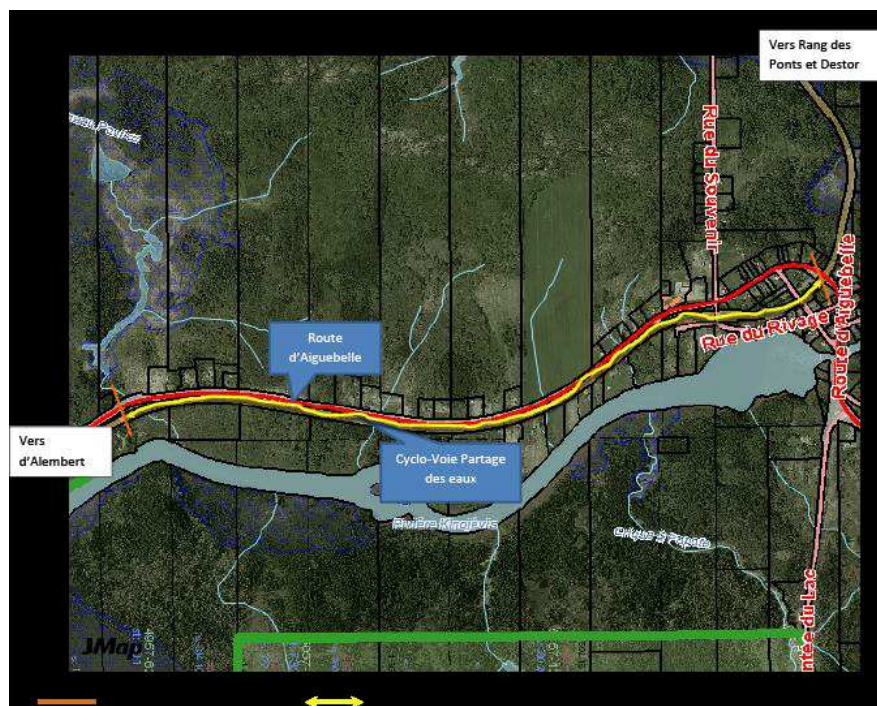 Vers Rang des
Ponts et Destor
Rue du Souvenir
Route d'Aiguebelle
Rue du Rivage
Route
d'Aiguebelle
Vers
d'Alembert
Cyclo-Voie Partage
des eaux
Rivière Kinojévis
ntée du Lac
JMap